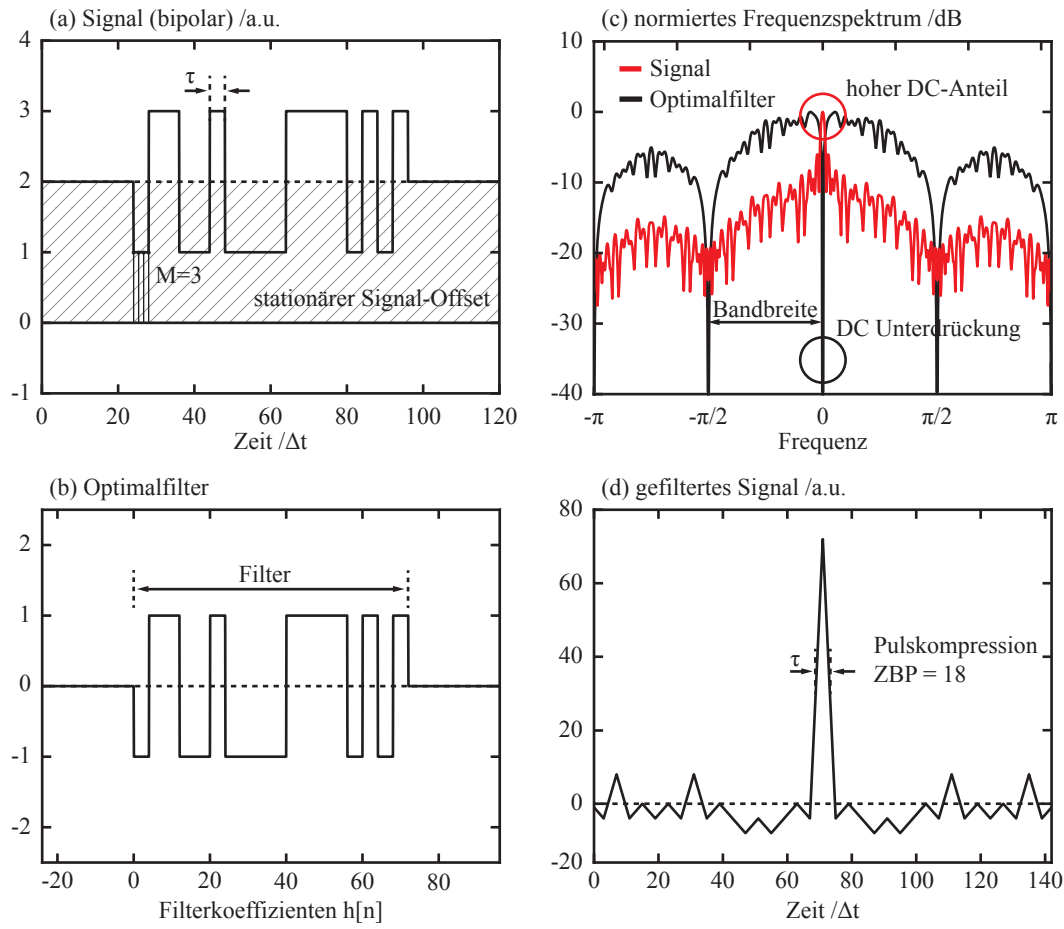 (a) Signal (bipolar) /a.u.
4
3
2
1
0
-1
τ
M=3
stationärer Signal-Offset
0 20 40 60 80 100 120
Zeit /Δt
(c) normiertes Frequenzspektrum /dB
10
0
-10
-20
-30
-40
Signal
Optimalfilter
hoher DC-Anteil
Bandbreite
DC Unterdrückung
-π -π/2 0 π/2 π
Frequenz
(b) Optimalfilter
2
1
0
-1
-2
Filter
-20 0 20 40 60 80
Filterkoeffizienten h[n]
(d) gefiltertes Signal /a.u.
80
60
40
20
0
-20
τ
Pulskompression
ZBP = 18
0 20 40 60 80 100 120 140
Zeit /Δt